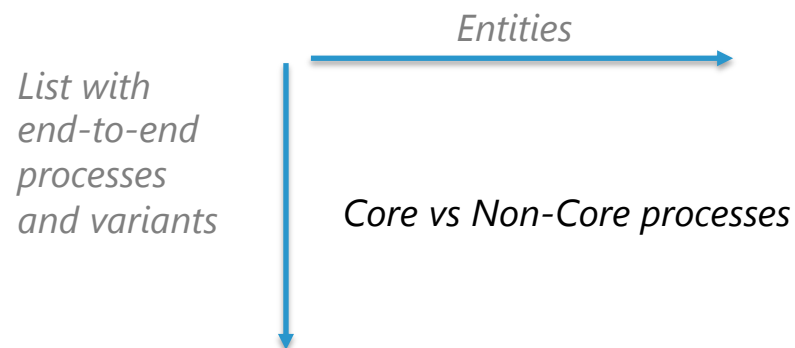 Entities
List with
end-to-end
processes
and variants
Core vs Non-Core processes